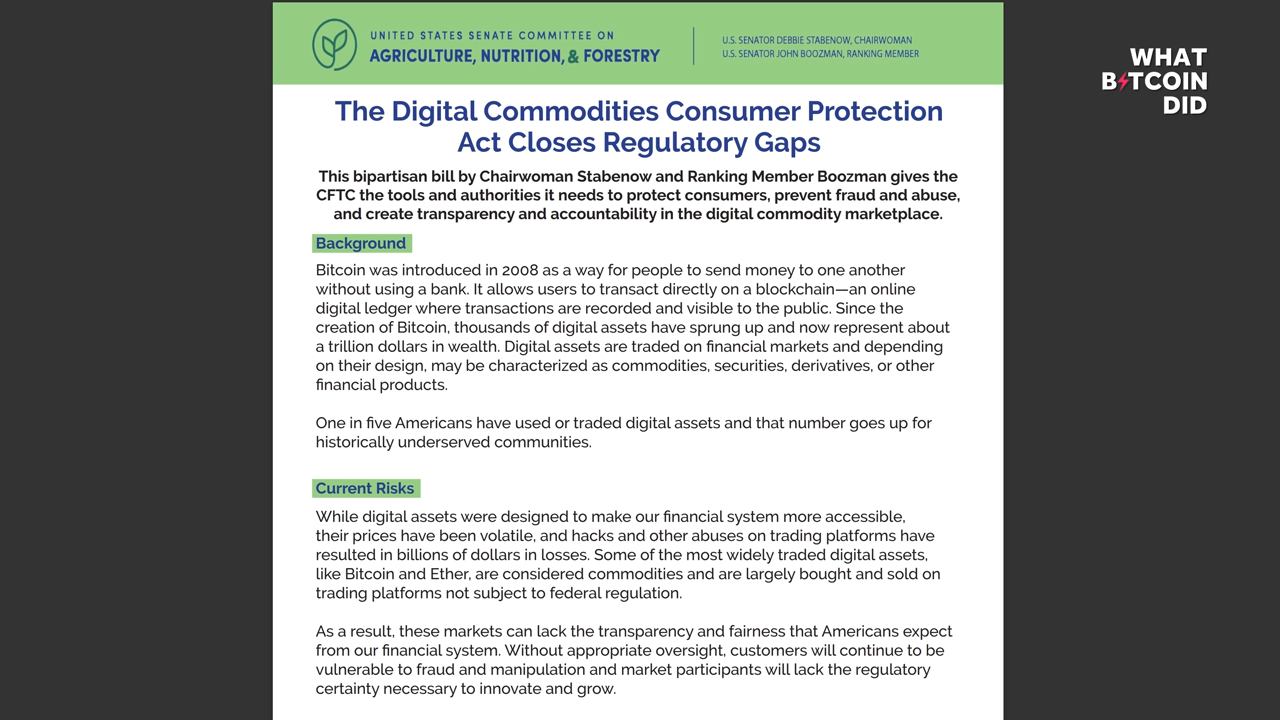 UNITED STATES SENATE COMMITTEE ON
AGRICULTURE, NUTRITION, & FORESTRY
U.S. SENATOR DEBBIE STABENOW, CHAIRWOMAN
U.S. SENATOR JOHN BOOZMAN, RANKING MEMBER
WHAT
BITCOIN
DID
The Digital Commodities Consumer Protection
Act Closes Regulatory Gaps
This bipartisan bill by Chairwoman Stabenow and Ranking Member Boozman gives the
CFTC the tools and authorities it needs to protect consumers, prevent fraud and abuse,
and create transparency and accountability in the digital commodity marketplace.
Background
Bitcoin was introduced in 2008 as a way for people to send money to one another
without using a bank. It allows users to transact directly on a blockchain—an online
digital ledger where transactions are recorded and visible to the public. Since the
creation of Bitcoin, thousands of digital assets have sprung up and now represent about
a trillion dollars in wealth. Digital assets are traded on financial markets and depending
on their design, may be characterized as commodities, securities, derivatives, or other
financial products.
One in five Americans have used or traded digital assets and that number goes up for
historically underserved communities.
Current Risks
While digital assets were designed to make our financial system more accessible,
their prices have been volatile, and hacks and other abuses on trading platforms have
resulted in billions of dollars in losses. Some of the most widely traded digital assets,
like Bitcoin and Ether, are considered commodities and are largely bought and sold on
trading platforms not subject to federal regulation.
As a result, these markets can lack the transparency and fairness that Americans expect
from our financial system. Without appropriate oversight, customers will continue to be
vulnerable to fraud and manipulation and market participants will lack the regulatory
certainty necessary to innovate and grow.